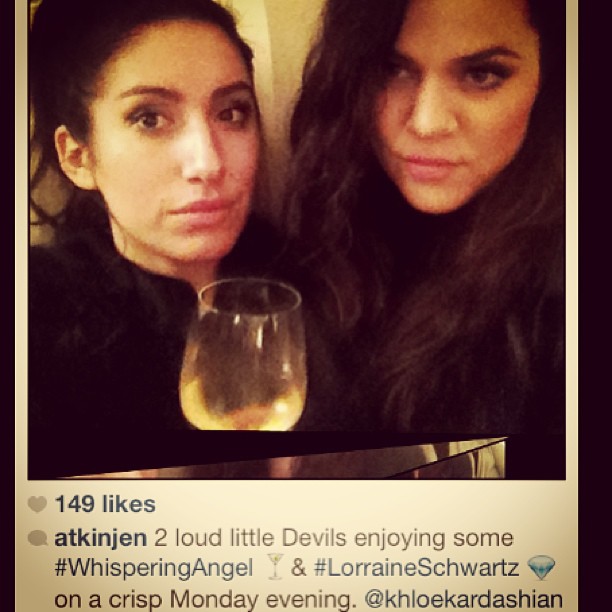 149 likes
atkinjen 2 loud little Devils enjoying some
#WhisperingAngel 🍸 & #LorraineSchwartz 💎
on a crisp Monday evening. @khloekardashian